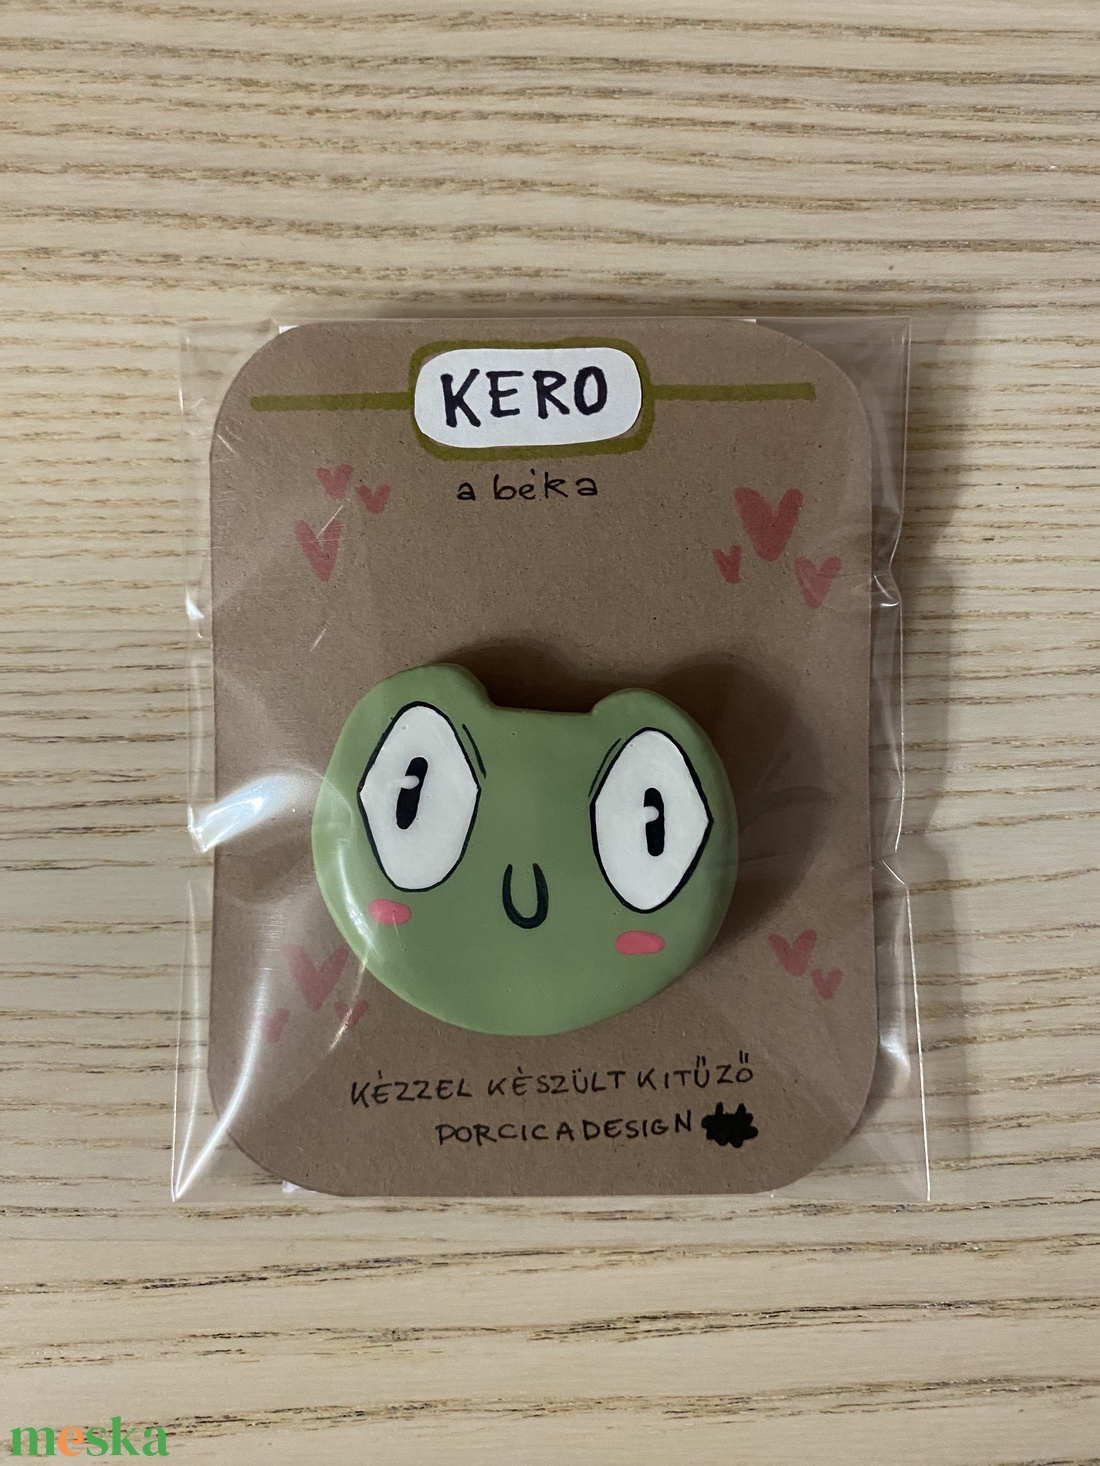 KERO
a béka
KÉZZEL KÉSZÜLT KITŰZŐ
PORCICADESIGN
meska